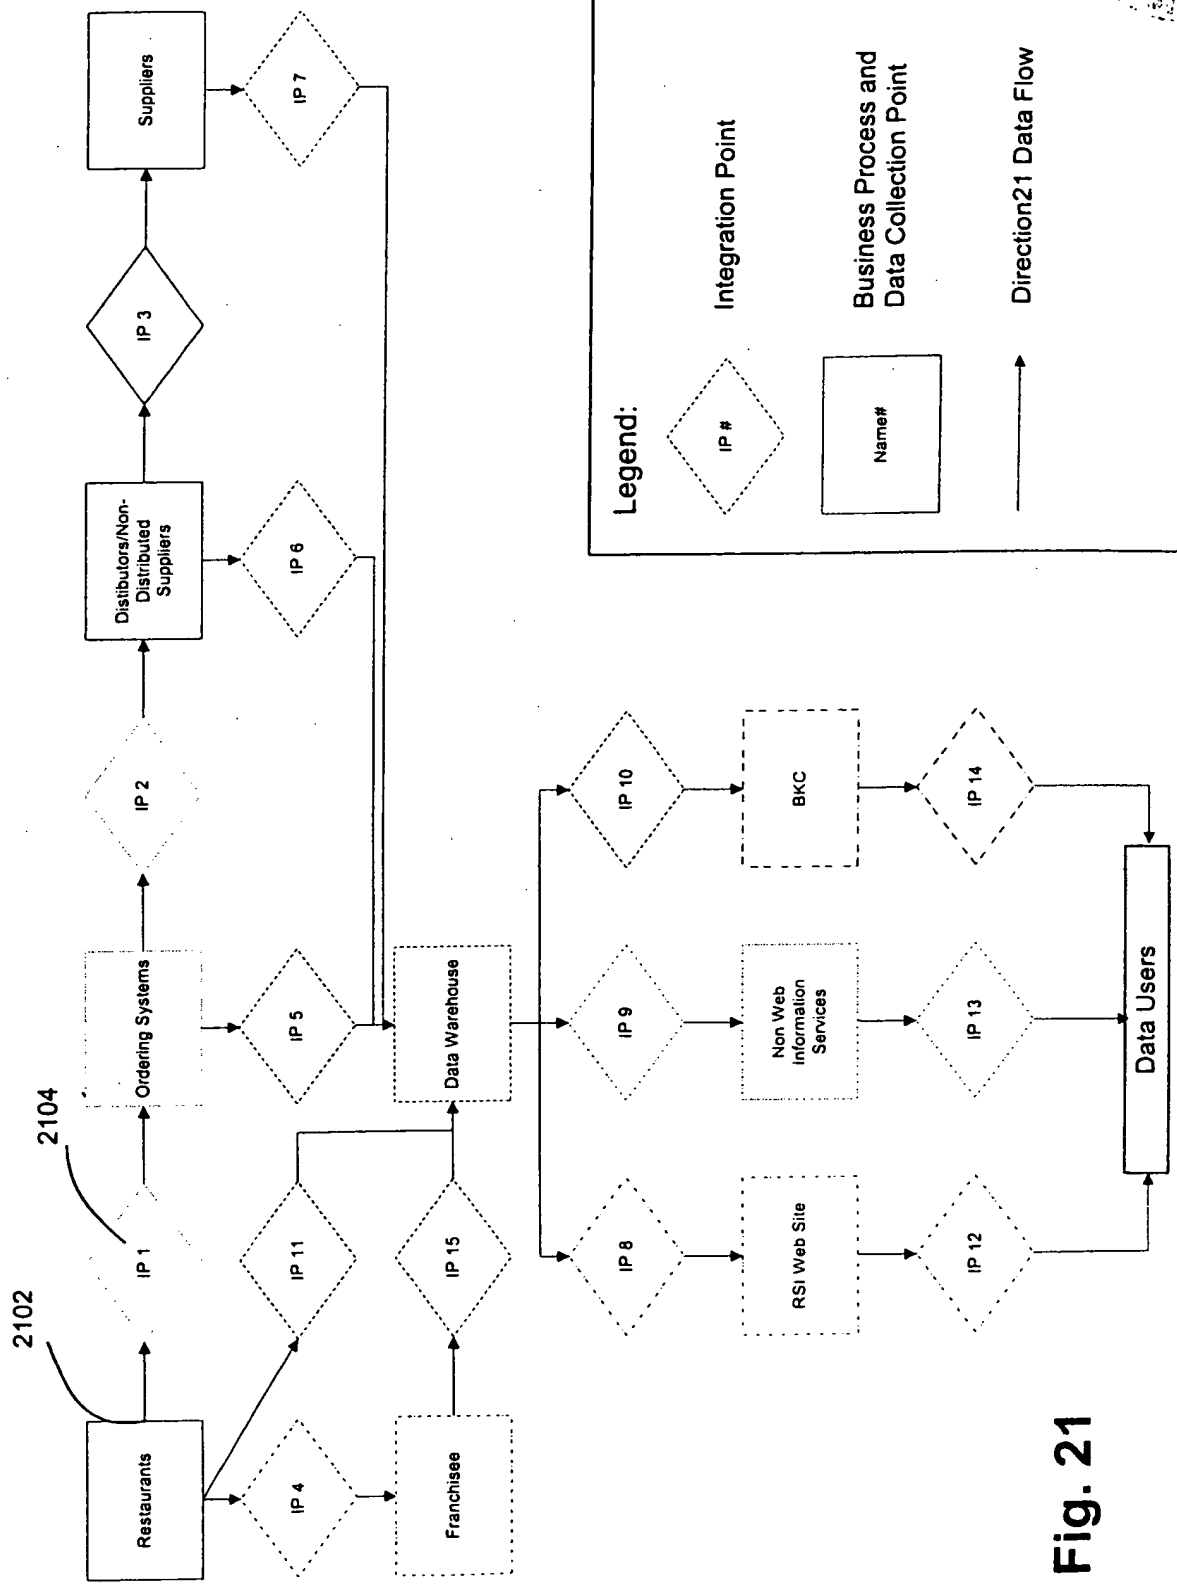 2102
2104
Restaurants
IP 1
Ordering Systems
IP 2
Distibutors/Non-
Distributed
Suppliers
IP 3
Suppliers
IP 4
IP 11
IP 5
IP 6
IP 7
Franchisee
IP 15
Data Warehouse
IP 8
IP 9
IP 10
RSI Web Site
Non Web
Information
Services
BKC
IP 12
IP 13
IP 14
Data Users
Legend:
IP #
Integration Point
Name#
Business Process and
Data Collection Point
Direction21 Data Flow
Fig. 21